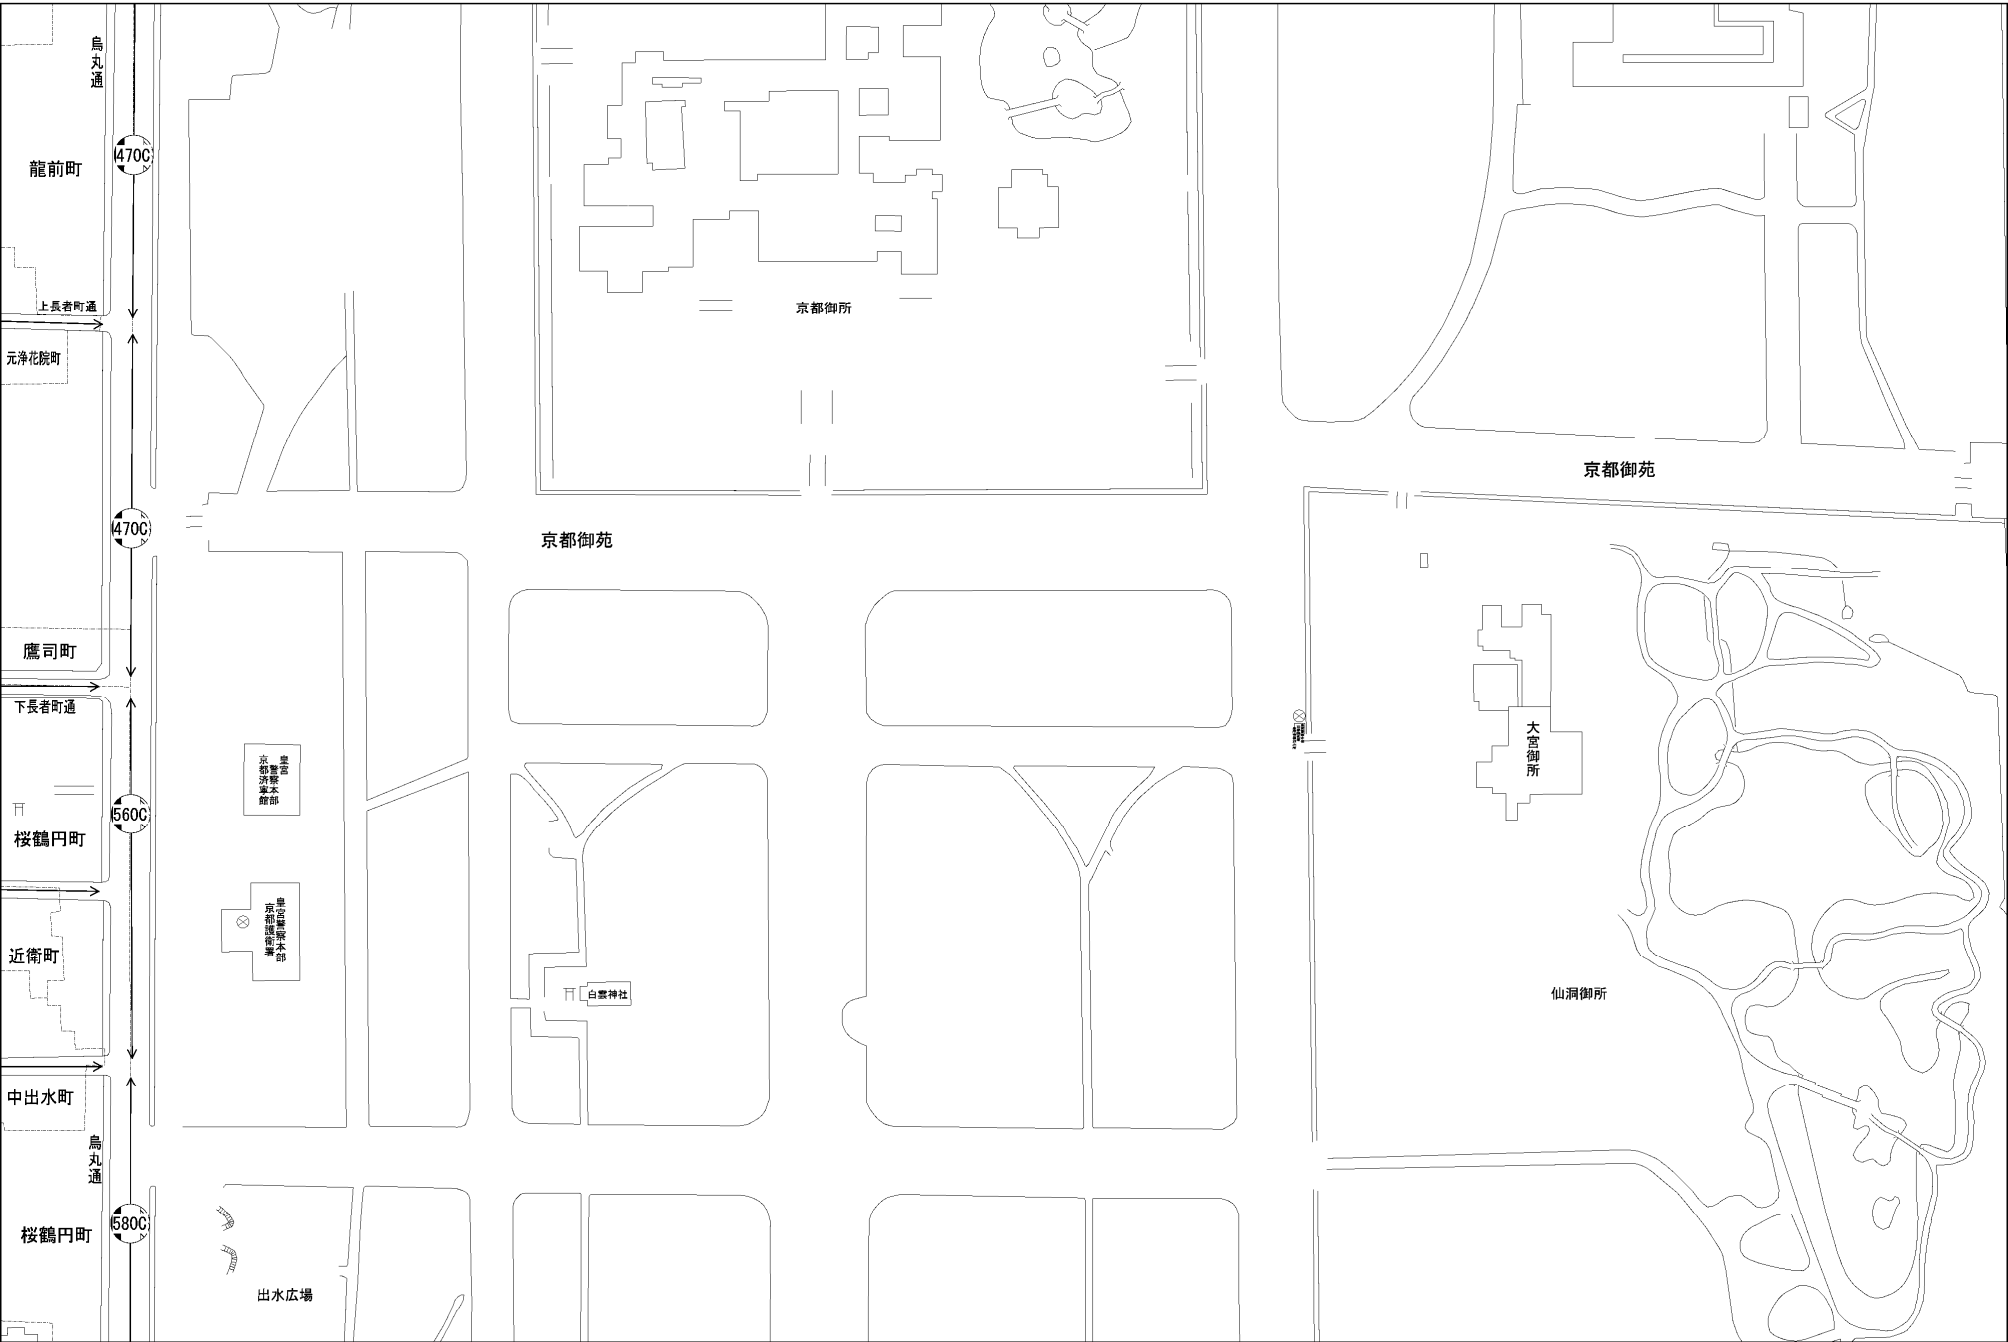 烏丸通
470C
龍前町
上長者町通
京都御所
元浄花院町
京都御苑
470C
京都御苑
鷹司町
下長者町通
皇宮
警察本部
京都済寧館
大宮御所
560C
桜鶴円町
皇宮警察本部
京都護衛署
近衛町
白雲神社
仙洞御所
中出水町
烏丸通
580C
桜鶴円町
出水広場